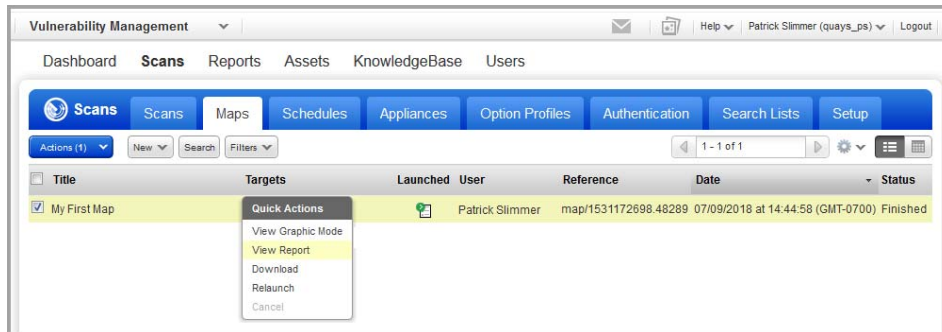 Vulnerability Management
Help Patrick Slimmer (quays_ps) Logout
Dashboard Scans Reports Assets KnowledgeBase Users
Scans Scans Maps Schedules Appliances Option Profiles Authentication Search Lists Setup
Actions (1) New Search Filters 1 - 1 of 1
Title Targets Launched User Reference Date Status
My First Map Patrick Slimmer map/1531172698.48289 07/09/2018 at 14:44:58 (GMT-0700) Finished
Quick Actions
View Graphic Mode
View Report
Download
Relaunch
Cancel